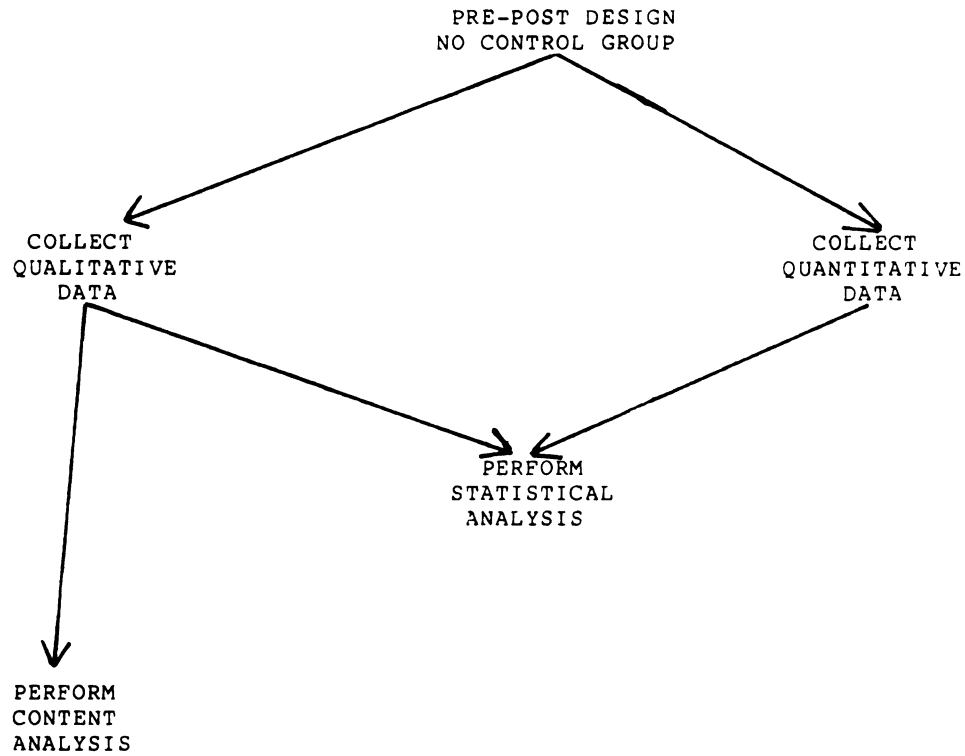 PRE-POST DESIGN
NO CONTROL GROUP
COLLECT
QUALITATIVE
DATA
COLLECT
QUANTITATIVE
DATA
PERFORM
STATISTICAL
ANALYSIS
PERFORM
CONTENT
ANALYSIS